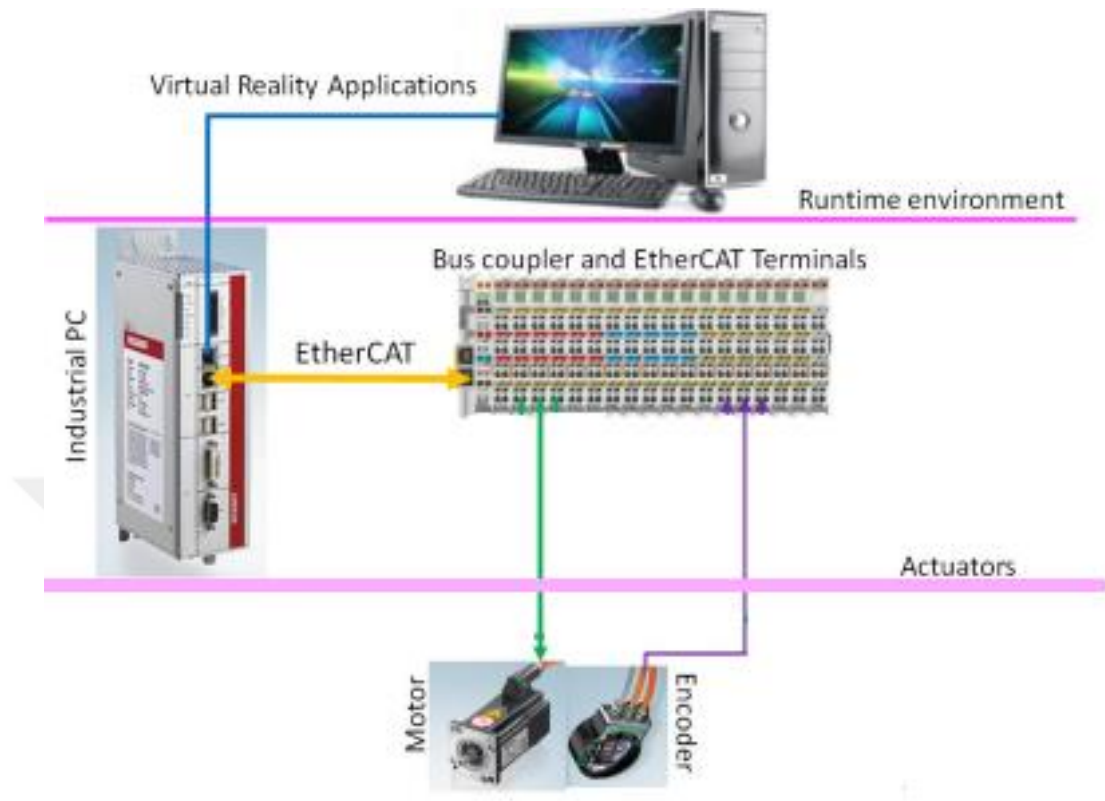 Virtual Reality Applications
Runtime environment
Bus coupler and EtherCAT Terminals
Industrial PC
EtherCAT
Actuators
Motor
Encoder